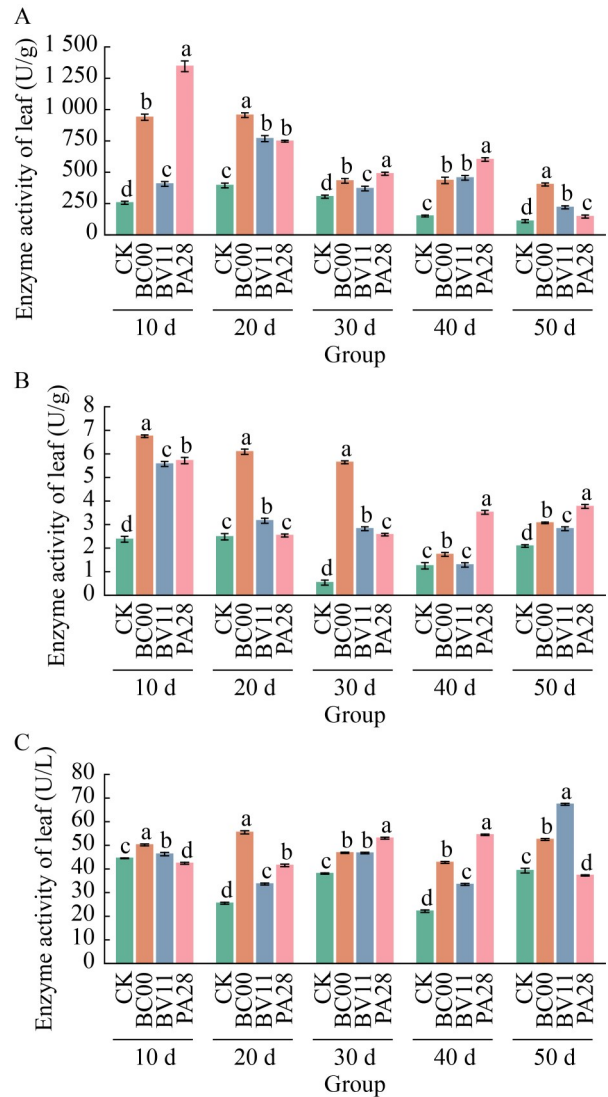 A
Enzyme activity of leaf (U/g)
1 500
1 250
1 000
750
500
250
0
d b c a
c a b b
d b c a
c b b a
d a b c
CK BC00 BV11 PA28
CK BC00 BV11 PA28
CK BC00 BV11 PA28
CK BC00 BV11 PA28
CK BC00 BV11 PA28
10 d 20 d 30 d 40 d 50 d
Group
B
Enzyme activity of leaf (U/g)
8
7
6
5
4
3
2
1
0
d a c b
c a b c
c a b b
c b c a
d b c a
CK BC00 BV11 PA28
CK BC00 BV11 PA28
CK BC00 BV11 PA28
CK BC00 BV11 PA28
CK BC00 BV11 PA28
10 d 20 d 30 d 40 d 50 d
Group
C
Enzyme activity of leaf (U/L)
80
70
60
50
40
30
20
10
0
c a b d
d a c b
c b b a
d b c a
c b a d
CK BC00 BV11 PA28
CK BC00 BV11 PA28
CK BC00 BV11 PA28
CK BC00 BV11 PA28
CK BC00 BV11 PA28
10 d 20 d 30 d 40 d 50 d
Group